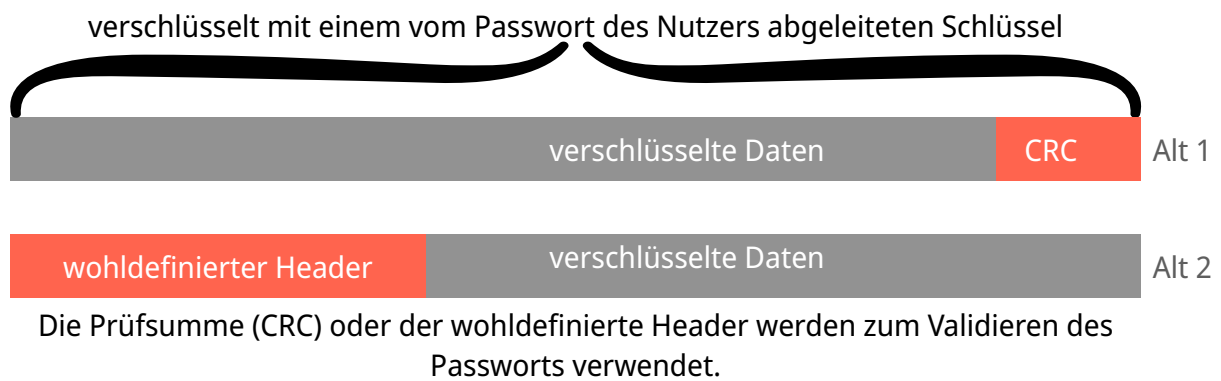 verschlüsselt mit einem vom Passwort des Nutzers abgeleiteten Schlüssel
verschlüsselte Daten
CRC
Alt 1
wohldefinierter Header
verschlüsselte Daten
Alt 2
Die Prüfsumme (CRC) oder der wohldefinierte Header werden zum Validieren des
Passworts verwendet.